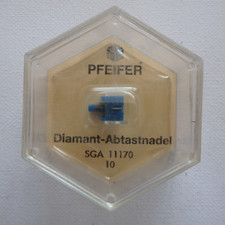 PFEIFER
Diamant-Abtastnadel
SGA 11170
10